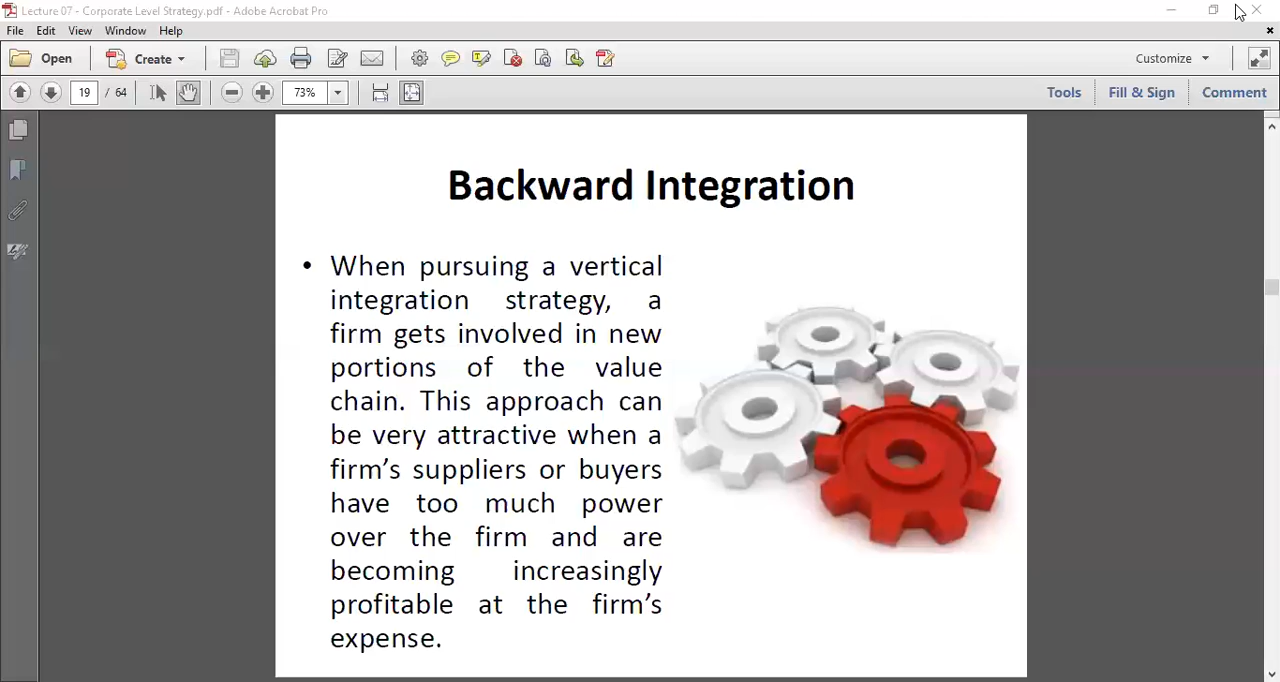 Lecture 07 - Corporate Level Strategy.pdf - Adobe Acrobat Pro
File Edit View Window Help
Open Create Customize
19 / 64 73% Tools Fill & Sign Comment
Backward Integration
• When pursuing a vertical
integration strategy, a
firm gets involved in new
portions of the value
chain. This approach can
be very attractive when a
firm’s suppliers or buyers
have too much power
over the firm and are
becoming increasingly
profitable at the firm’s
expense.